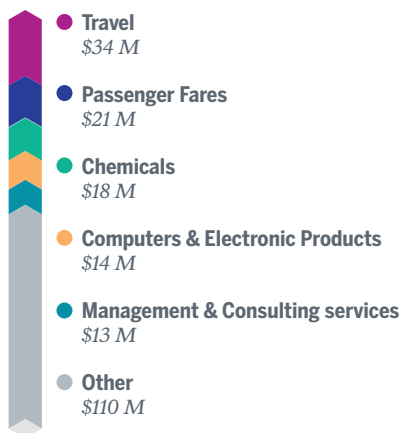 Travel
$34 M
Passenger Fares
$21 M
Chemicals
$18 M
Computers & Electronic Products
$14 M
Management & Consulting services
$13 M
Other
$110 M